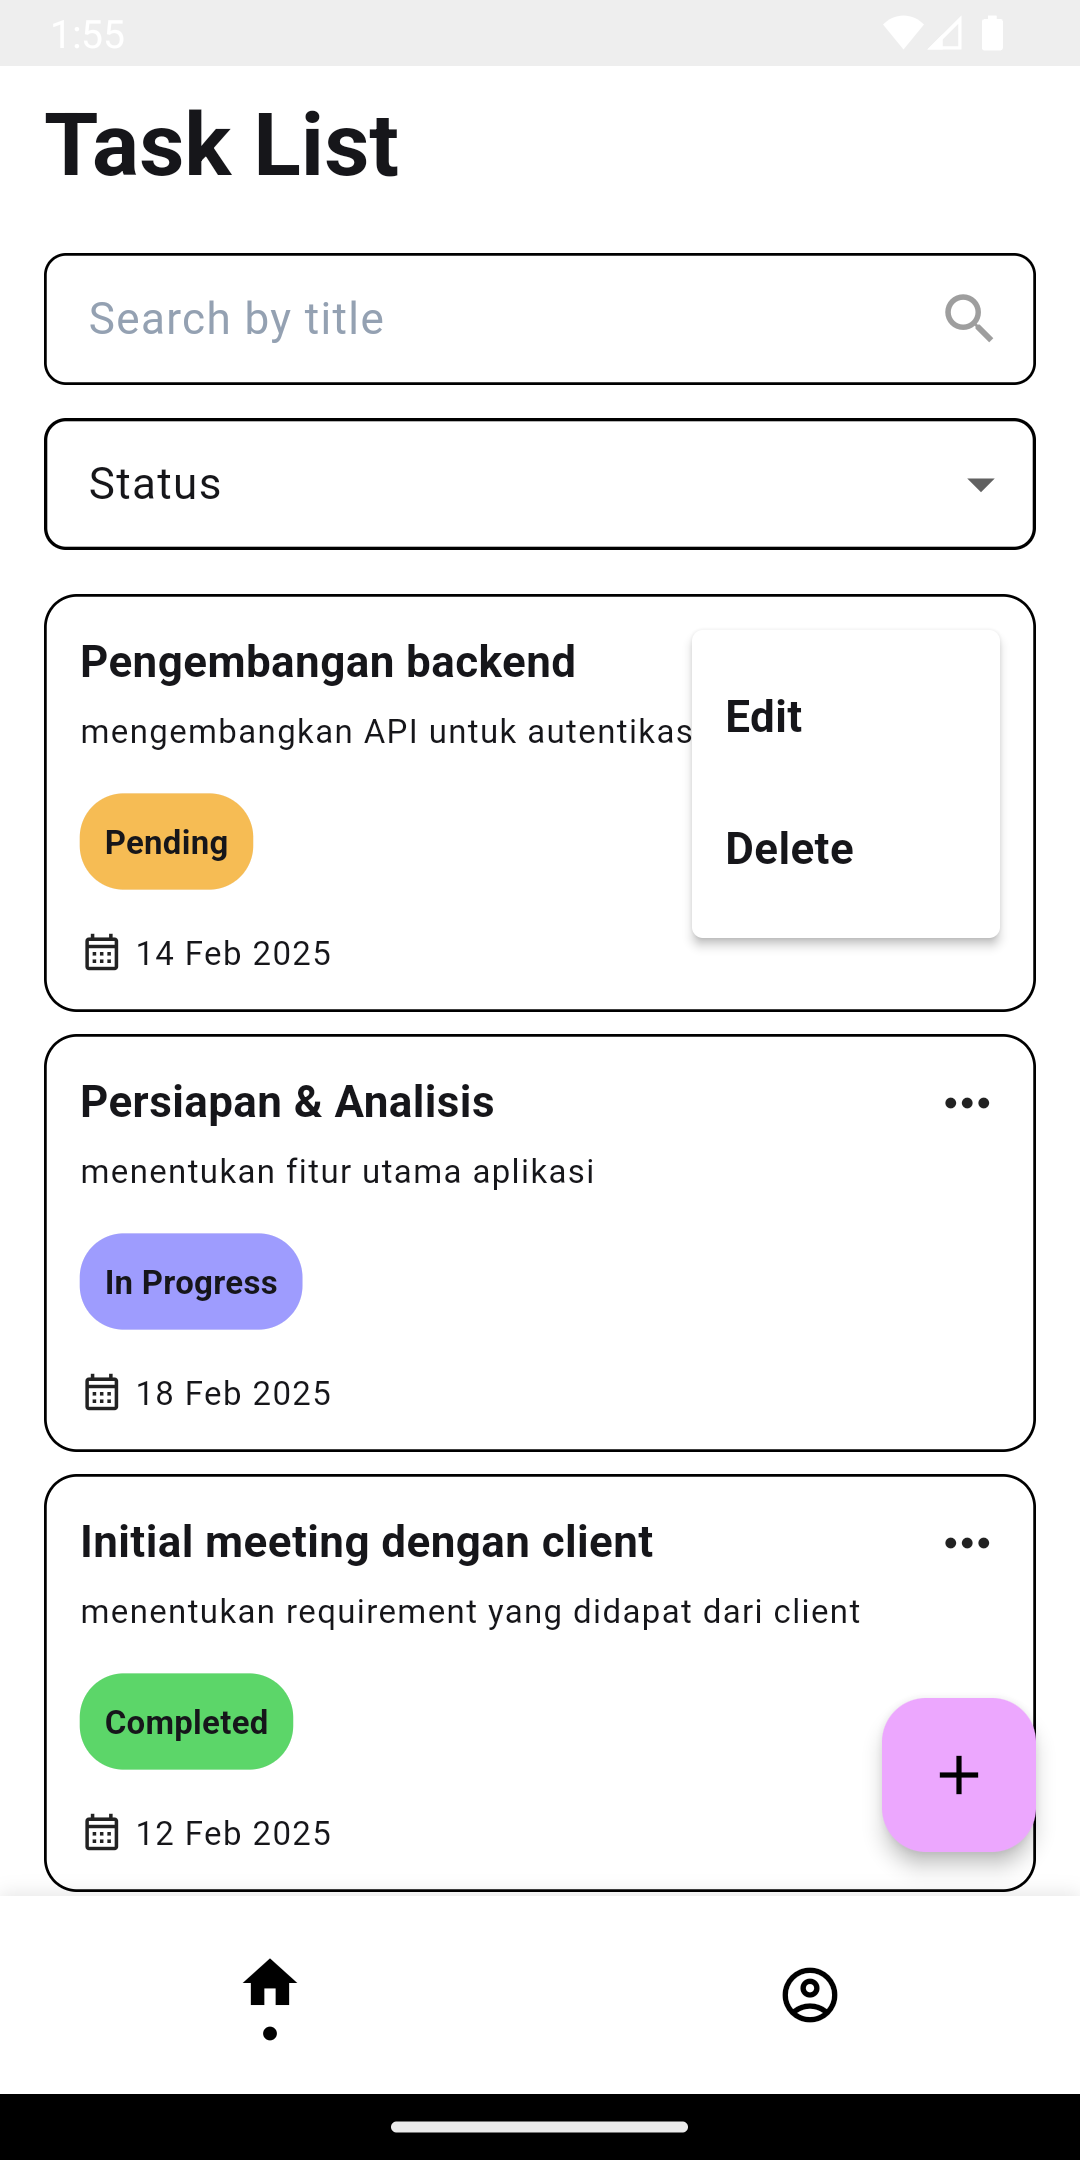 1:55
Task List
Search by title
Status
Pengembangan backend
mengembangkan API untuk autentikas
Edit
Delete
Pending
14 Feb 2025
Persiapan & Analisis
menentukan fitur utama aplikasi
In Progress
18 Feb 2025
Initial meeting dengan client
menentukan requirement yang didapat dari client
Completed
12 Feb 2025